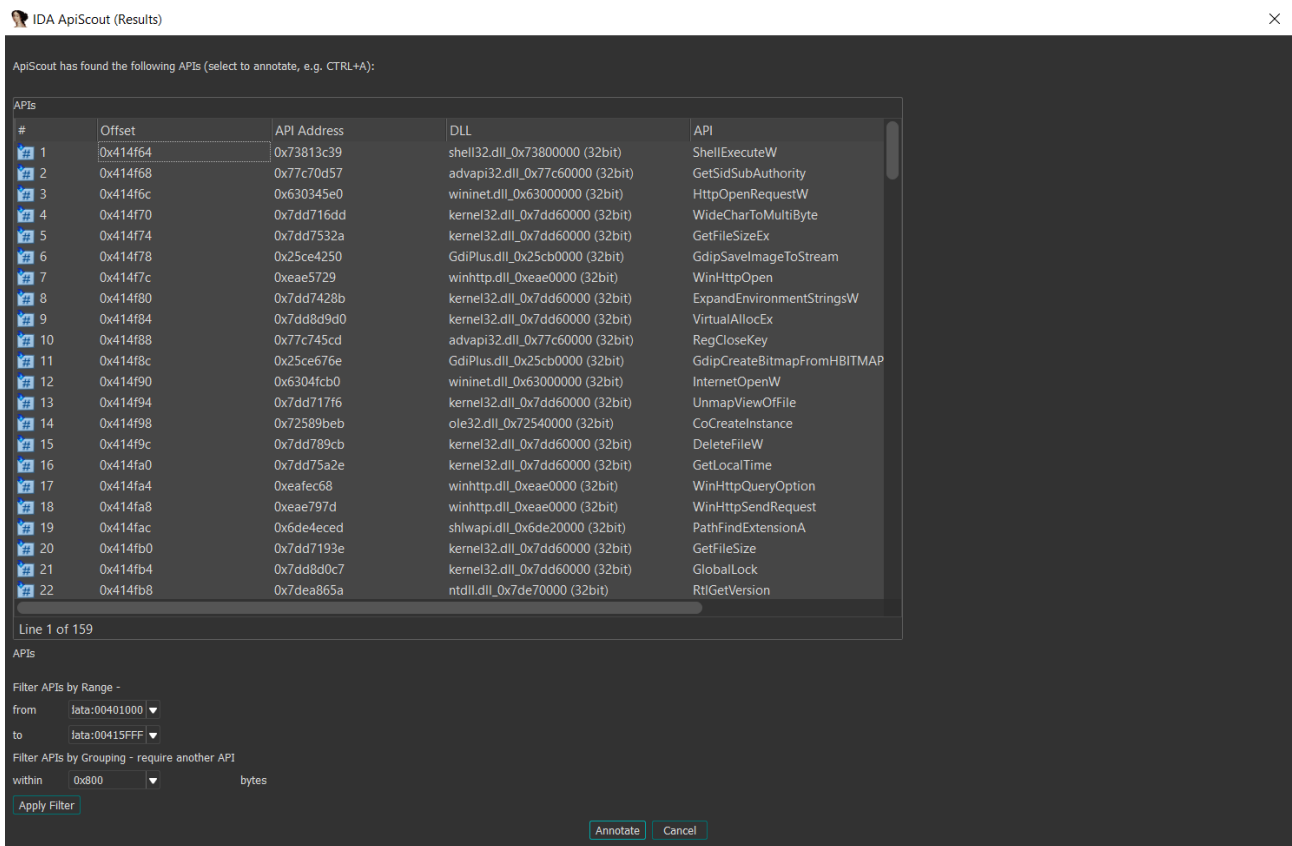 IDA ApiScout (Results)
ApiScout has found the following APIs (select to annotate, e.g. CTRL+A):
APIs
# Offset API Address DLL API
1 0x414f64 0x73813c39 shell32.dll_0x73800000 (32bit) ShellExecuteW
2 0x414f68 0x77c70d57 advapi32.dll_0x77c60000 (32bit) GetSidSubAuthority
3 0x414f6c 0x630345e0 wininet.dll_0x63000000 (32bit) HttpOpenRequestW
4 0x414f70 0x7dd716dd kernel32.dll_0x7dd60000 (32bit) WideCharToMultiByte
5 0x414f74 0x7dd7532a kernel32.dll_0x7dd60000 (32bit) GetFileSizeEx
6 0x414f78 0x25ce4250 GdiPlus.dll_0x25cb0000 (32bit) GdipSaveImageToStream
7 0x414f7c 0xeae5729 winhttp.dll_0xeae0000 (32bit) WinHttpOpen
8 0x414f80 0x7dd7428b kernel32.dll_0x7dd60000 (32bit) ExpandEnvironmentStringsW
9 0x414f84 0x7dd8d9d0 kernel32.dll_0x7dd60000 (32bit) VirtualAllocEx
10 0x414f88 0x77c745cd advapi32.dll_0x77c60000 (32bit) RegCloseKey
11 0x414f8c 0x25ce676e GdiPlus.dll_0x25cb0000 (32bit) GdipCreateBitmapFromHBITMAP
12 0x414f90 0x6304fcb0 wininet.dll_0x63000000 (32bit) InternetOpenW
13 0x414f94 0x7dd717f6 kernel32.dll_0x7dd60000 (32bit) UnmapViewOfFile
14 0x414f98 0x72589beb ole32.dll_0x72540000 (32bit) CoCreateInstance
15 0x414f9c 0x7dd789cb kernel32.dll_0x7dd60000 (32bit) DeleteFileW
16 0x414fa0 0x7dd75a2e kernel32.dll_0x7dd60000 (32bit) GetLocalTime
17 0x414fa4 0xeafec68 winhttp.dll_0xeae0000 (32bit) WinHttpQueryOption
18 0x414fa8 0xeae797d winhttp.dll_0xeae0000 (32bit) WinHttpSendRequest
19 0x414fac 0x6de4eced shlwapi.dll_0x6de20000 (32bit) PathFindExtensionA
20 0x414fb0 0x7dd7193e kernel32.dll_0x7dd60000 (32bit) GetFileSize
21 0x414fb4 0x7dd8d0c7 kernel32.dll_0x7dd60000 (32bit) GlobalLock
22 0x414fb8 0x7dea865a ntdll.dll_0x7de70000 (32bit) RtlGetVersion
Line 1 of 159
APIs
Filter APIs by Range -
from data:00401000
to data:00415FFF
Filter APIs by Grouping - require another API
within 0x800 bytes
Apply Filter
Annotate Cancel